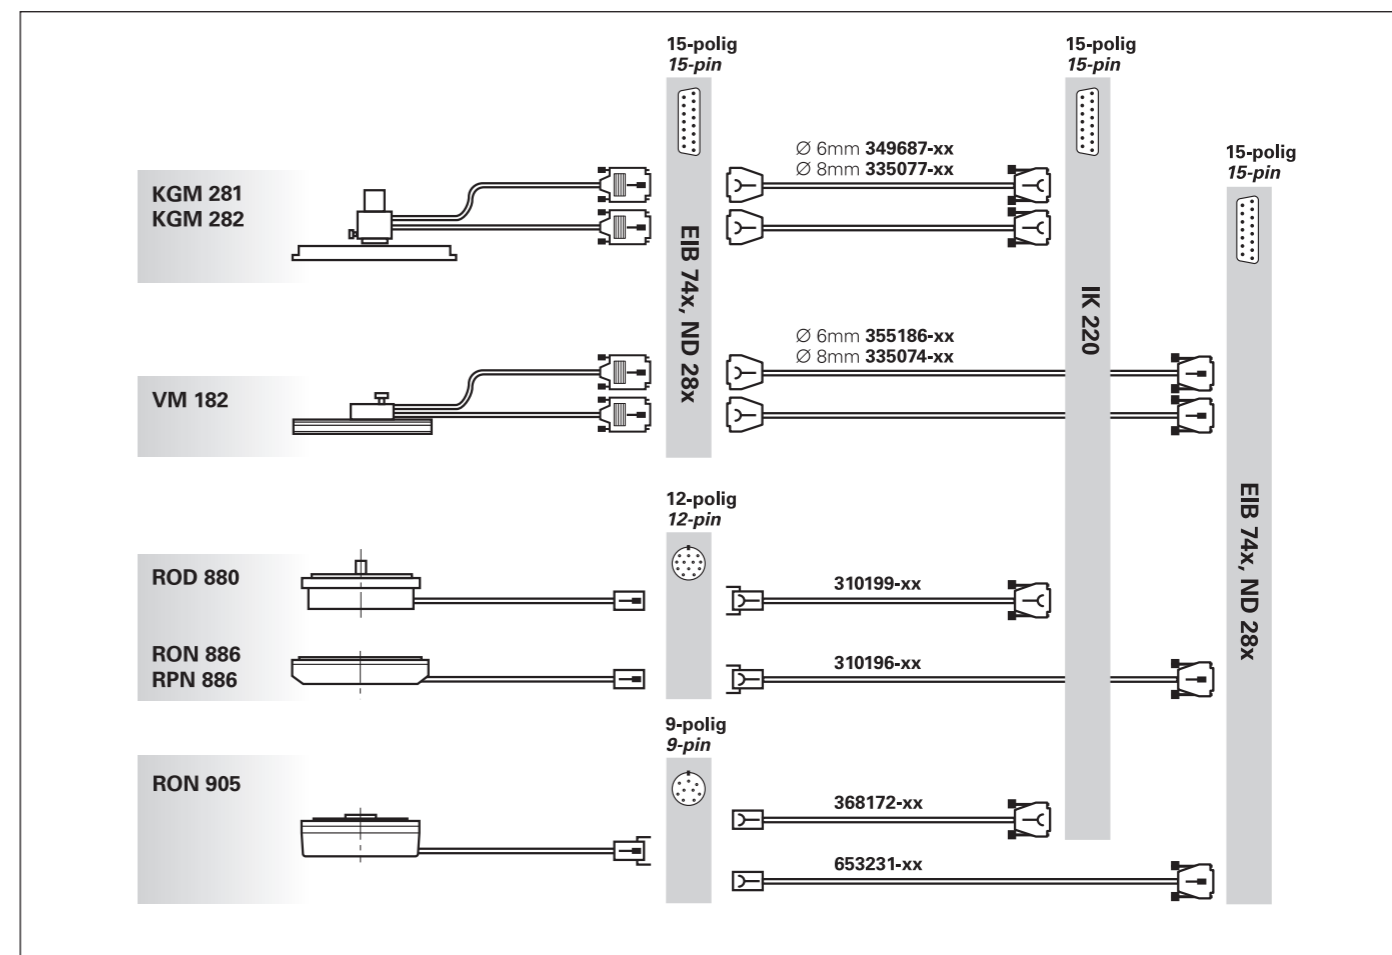 15-polig
15-pin
15-polig
15-pin
15-polig
15-pin
KGM 281
KGM 282
Ø 6mm 349687-xx
Ø 8mm 335077-xx
EIB 74x, ND 28x
IK 220
VM 182
Ø 6mm 355186-xx
Ø 8mm 335074-xx
EIB 74x, ND 28x
12-polig
12-pin
ROD 880
310199-xx
RON 886
RPN 886
310196-xx
9-polig
9-pin
RON 905
368172-xx
653231-xx